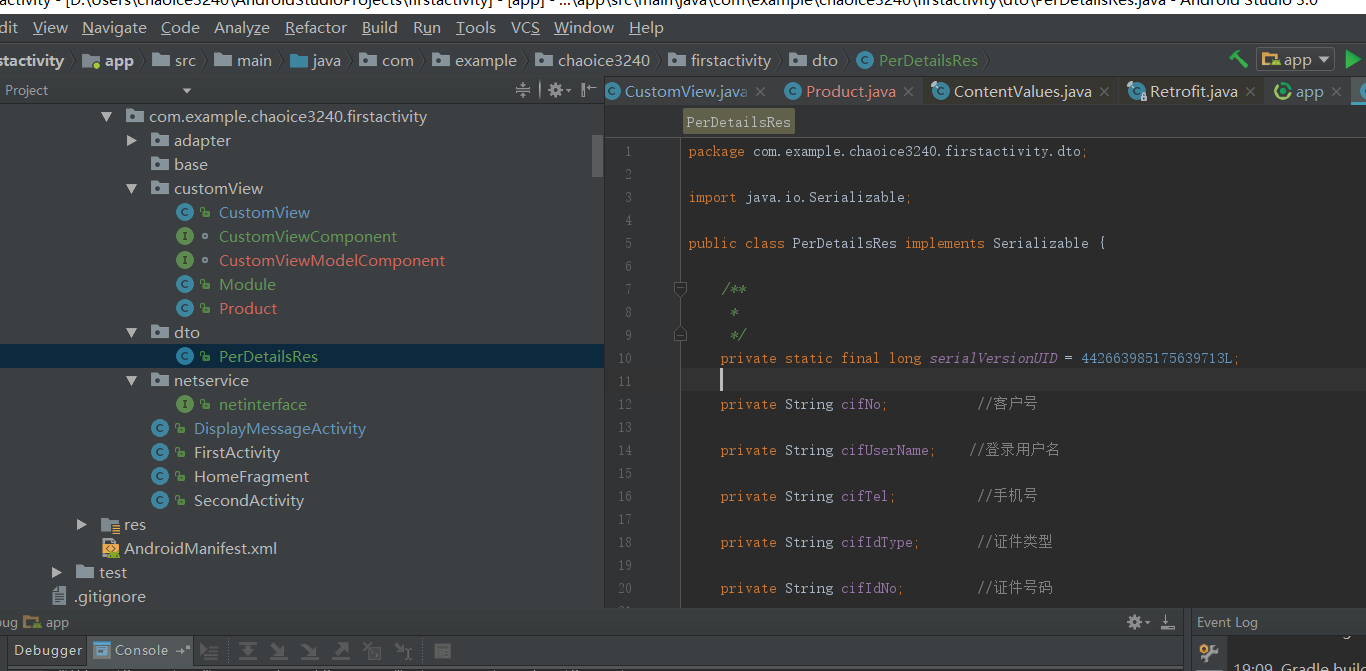 activity - [D:\Users\chaoice3240\AndroidStudioProjects\firstactivity] - [app] - ...\app\src\main\java\com\example\chaoice3240\firstactivity\dto\PerDetailsRes.java - Android Studio 3.0
dit View Navigate Code Analyze Refactor Build Run Tools VCS Window Help
stactivity app src main java com example chaoice3240 firstactivity dto PerDetailsRes app
Project
CustomView.java Product.java ContentValues.java Retrofit.java app
com.example.chaoice3240.firstactivity
adapter
base
customView
CustomView
CustomViewComponent
CustomViewModelComponent
Module
Product
dto
PerDetailsRes
netservice
netinterface
DisplayMessageActivity
FirstActivity
HomeFragment
SecondActivity
res
AndroidManifest.xml
test
.gitignore
PerDetailsRes
1 package com.example.chaoice3240.firstactivity.dto;
2
3 import java.io.Serializable;
4
5 public class PerDetailsRes implements Serializable {
6
7 /**
8 *
9 */
10 private static final long serialVersionUID = 442663985175639713L;
11
12 private String cifNo; //客户号
13
14 private String cifUserName; //登录用户名
15
16 private String cifTel; //手机号
17
18 private String cifIdType; //证件类型
19
20 private String cifIdNo; //证件号码
bug app
Debugger Console
Event Log
19:09 Gradle build